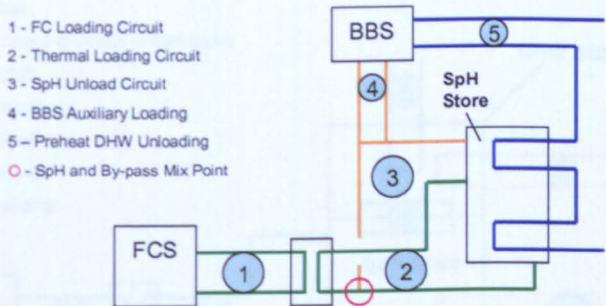 1 - FC Loading Circuit
2 - Thermal Loading Circuit
3 - SpH Unload Circuit
4 - BBS Auxiliary Loading
5 – Preheat DHW Unloading
O - SpH and By-pass Mix Point
BBS
5
4
SpH
Store
3
FCS
1
2